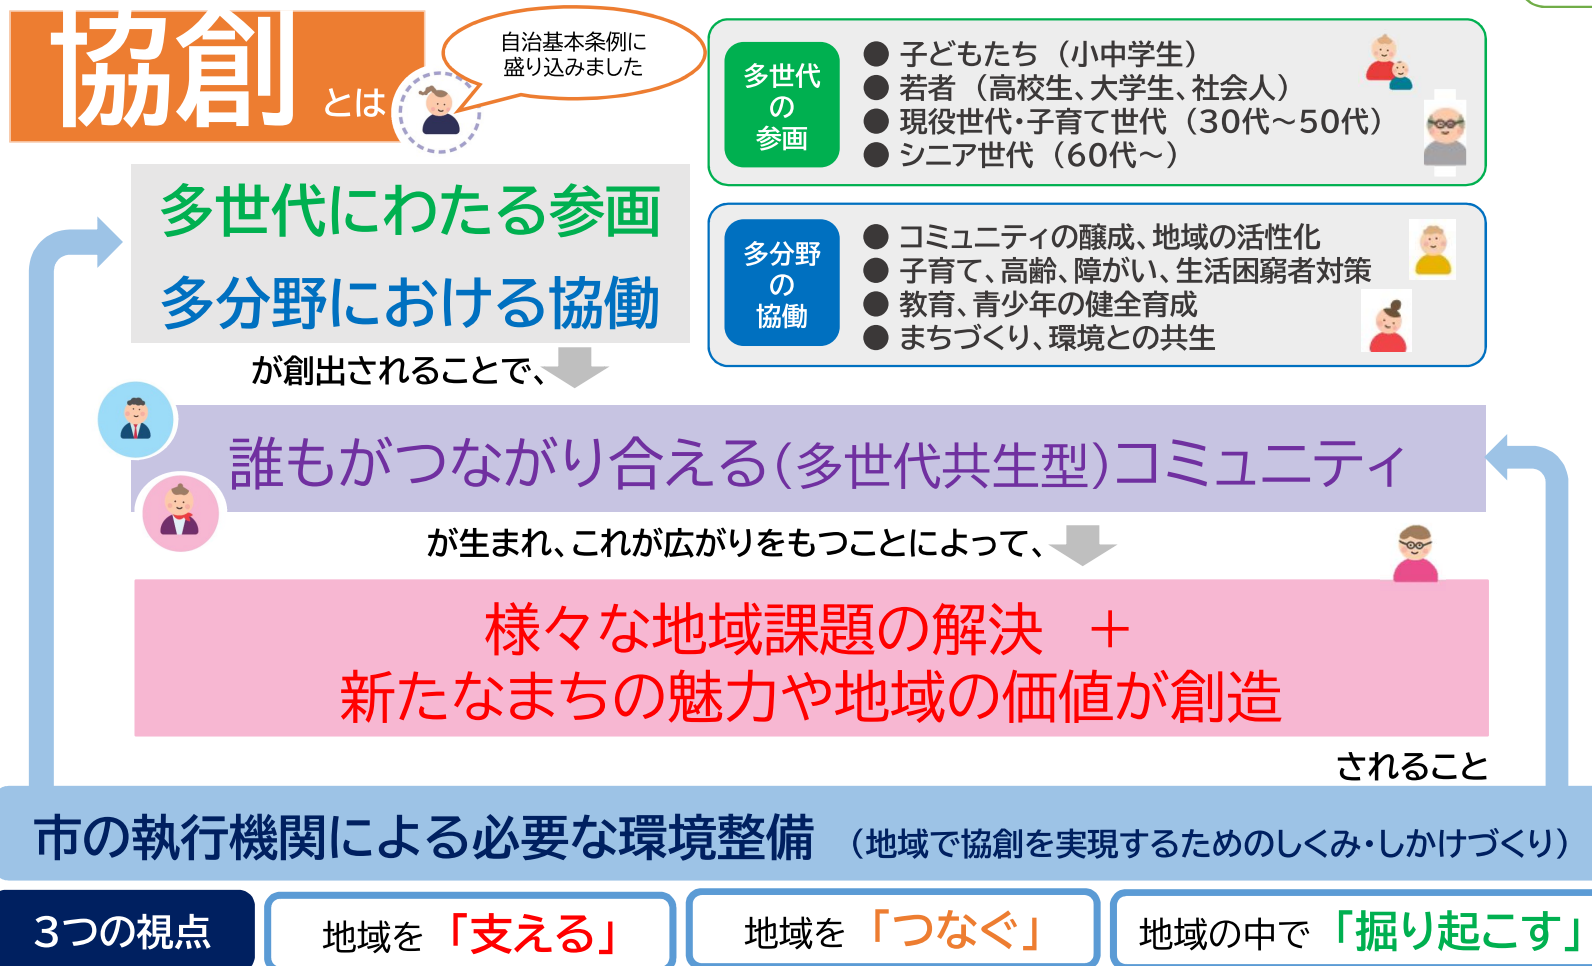 協創 とは
自治基本条例に
盛り込みました
多世代
の
参画
● 子どもたち（小中学生）
● 若者（高校生、大学生、社会人）
● 現役世代・子育て世代（30代～50代）
● シニア世代（60代～）
多世代にわたる参画
多分野における協働
多分野
の
協働
● コミュニティの醸成、地域の活性化
● 子育て、高齢、障がい、生活困窮者対策
● 教育、青少年の健全育成
● まちづくり、環境との共生
が創出されることで、
誰もがつながり合える（多世代共生型）コミュニティ
が生まれ、これが広がりをもつことによって、
様々な地域課題の解決　＋
新たなまちの魅力や地域の価値が創造
されること
市の執行機関による必要な環境整備 （地域で協創を実現するためのしくみ・しかけづくり）
3つの視点
地域を「支える」
地域を「つなぐ」
地域の中で「掘り起こす」